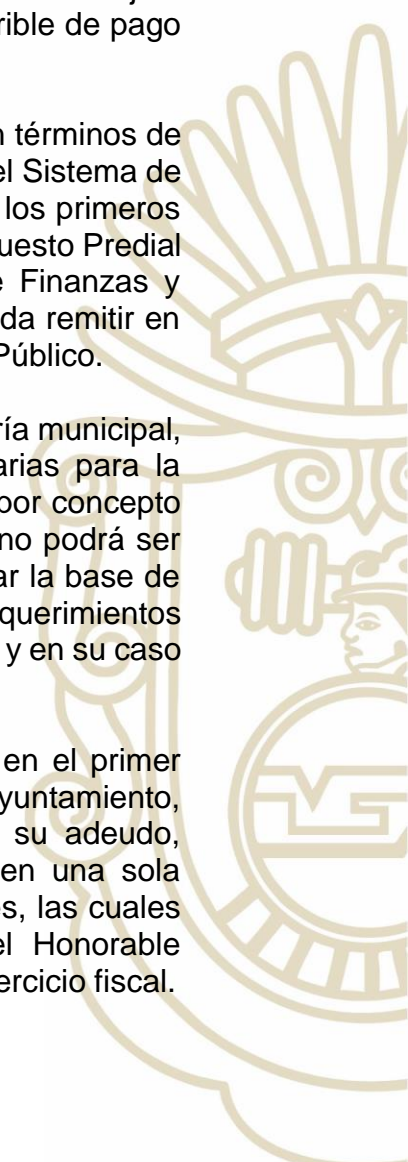 rible de pago
términos de
el Sistema de
los primeros
uesto Predial
Finanzas y
da remitir en
Público.
ría municipal,
arias para la
por concepto
no podrá ser
ar la base de
querimientos
y en su caso
en el primer
yuntamiento,
su adeudo,
en una sola
s, las cuales
el Honorable
ercicio fiscal.